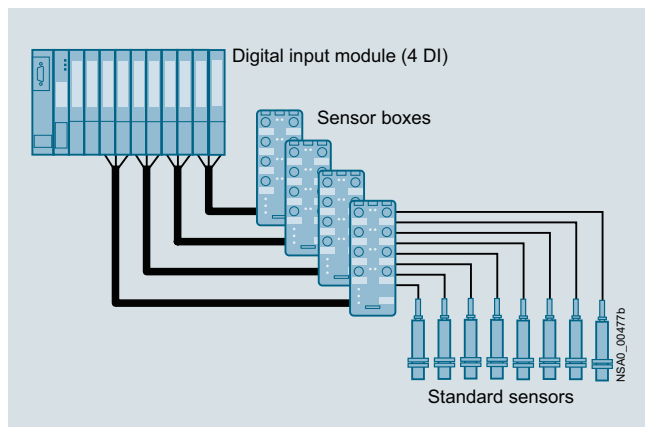 Digital input module (4 DI)
Sensor boxes
NSA0_00477b
Standard sensors